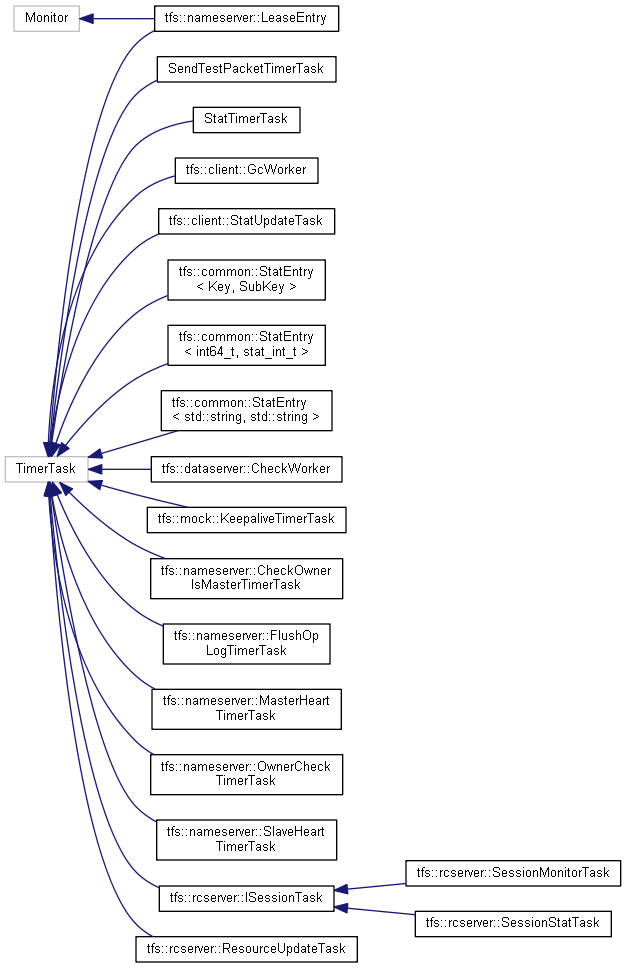 Monitor
tfs::nameserver::LeaseEntry
SendTestPacketTimerTask
StatTimerTask
tfs::client::GcWorker
tfs::client::StatUpdateTask
tfs::common::StatEntry
< Key, SubKey >
tfs::common::StatEntry
< int64_t, stat_int_t >
tfs::common::StatEntry
< std::string, std::string >
TimerTask
tfs::dataserver::CheckWorker
tfs::mock::KeepaliveTimerTask
tfs::nameserver::CheckOwner
IsMasterTimerTask
tfs::nameserver::FlushOp
LogTimerTask
tfs::nameserver::MasterHeart
TimerTask
tfs::nameserver::OwnerCheck
TimerTask
tfs::nameserver::SlaveHeart
TimerTask
tfs::rcserver::ISessionTask
tfs::rcserver::SessionMonitorTask
tfs::rcserver::SessionStatTask
tfs::rcserver::ResourceUpdateTask